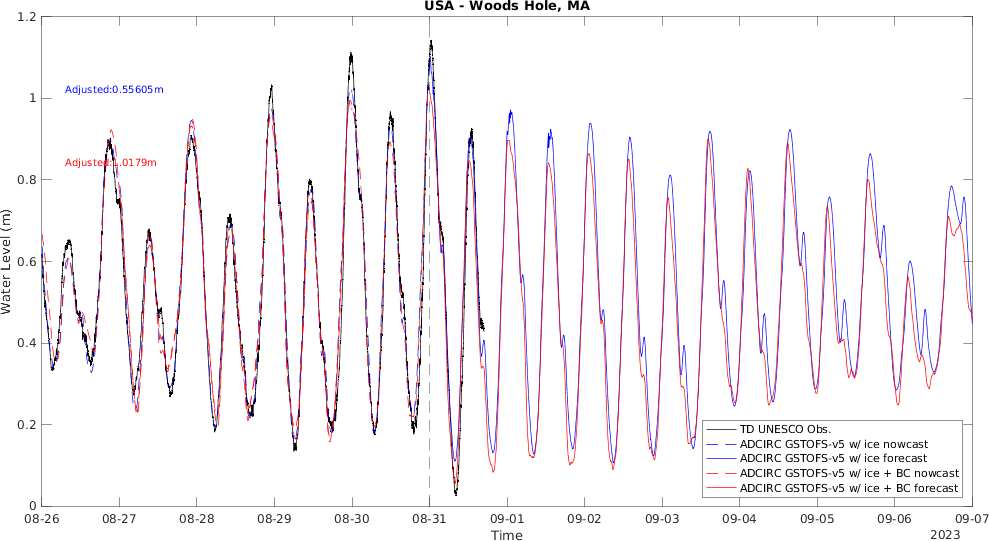 USA - Woods Hole, MA
1.2
1
0.8
0.6
0.4
0.2
0
Water Level (m)
Adjusted:0.55605m
Adjusted: .0179m
TD UNESCO Obs.
ADCIRC GSTOFS-v5 w/ ice nowcast
ADCIRC GSTOFS-v5 w/ ice forecast
ADCIRC GSTOFS-v5 w/ ice + BC nowcast
ADCIRC GSTOFS-v5 w/ ice + BC forecast
08-26 08-27 08-28 08-29 08-30 08-31 09-01 09-02 09-03 09-04 09-05 09-06 09-07
Time
2023